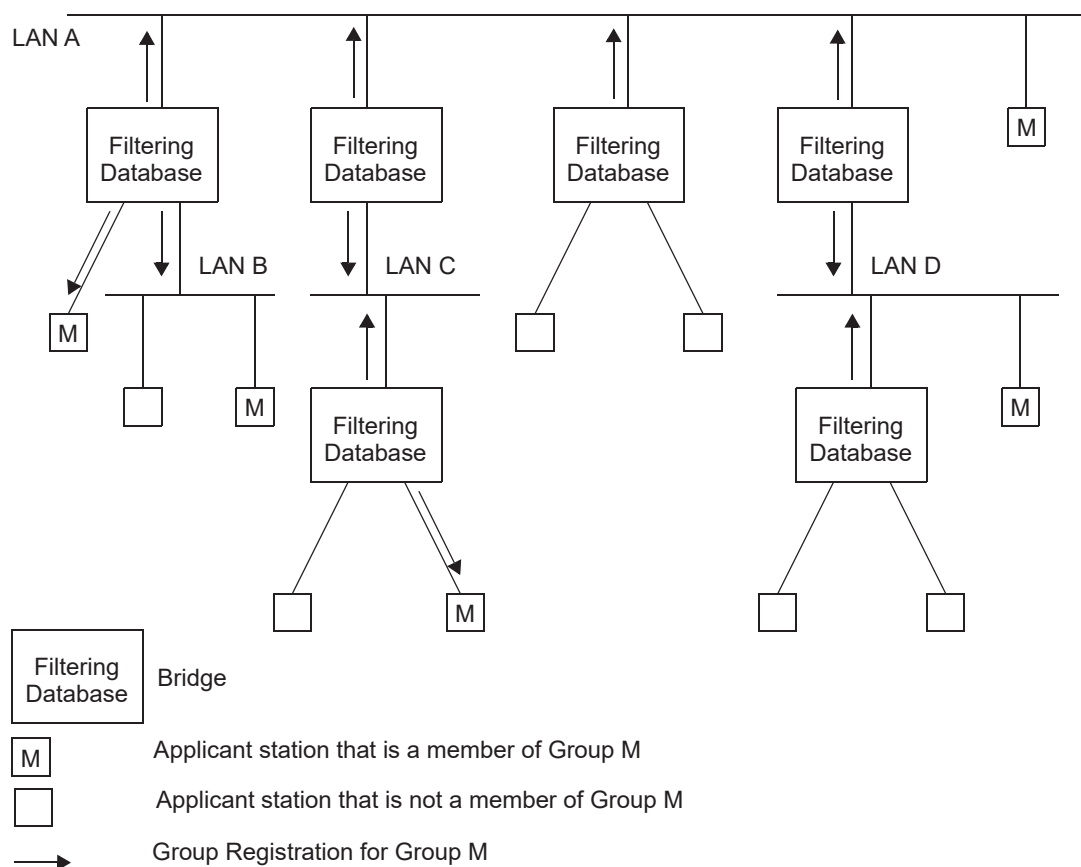 LAN A
M
Filtering
Database
Filtering
Database
Filtering
Database
Filtering
Database
LAN B
LAN C
LAN D
M
M
M
Filtering
Database
Filtering
Database
M
Filtering
Database
Bridge
M
Applicant station that is a member of Group M
Applicant station that is not a member of Group M
Group Registration for Group M